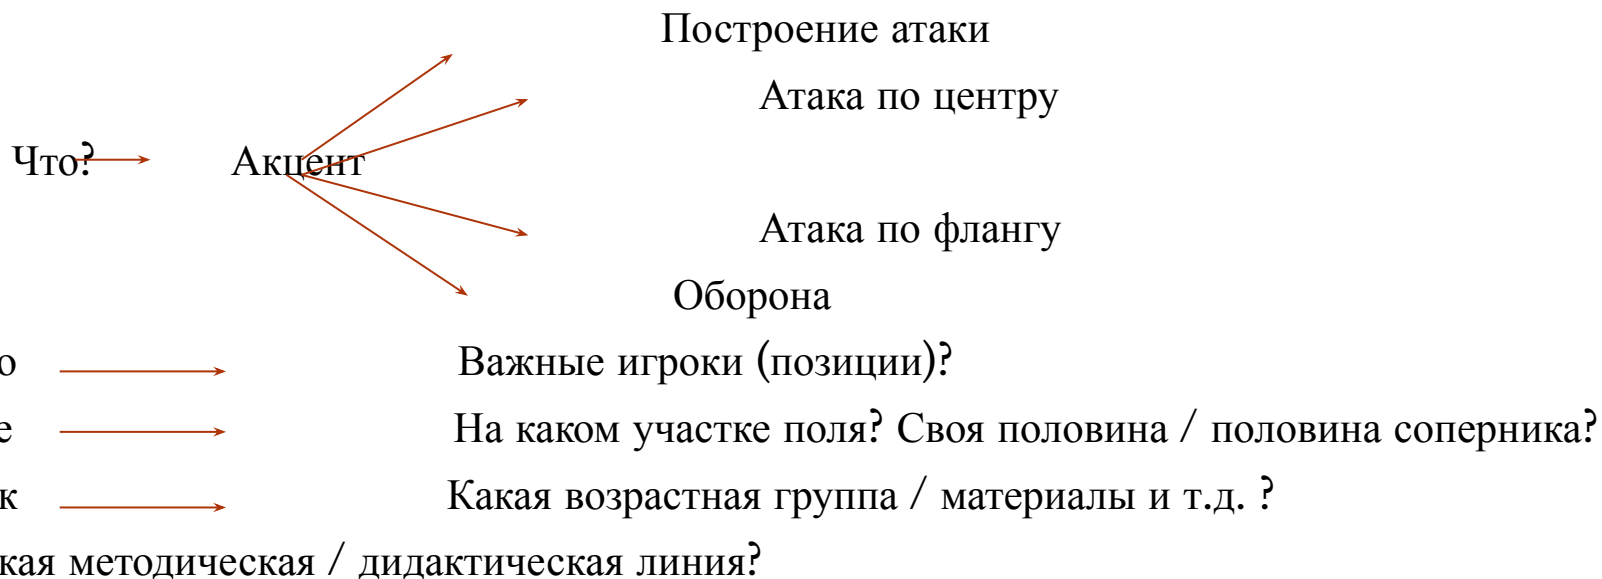 Построение атаки
Атака по центру
Что? Акцент
Атака по флангу
Оборона
о Важные игроки (позиции)?
е На каком участке поля? Своя половина / половина соперника?
к Какая возрастная группа / материалы и т.д. ?
кая методическая / дидактическая линия?